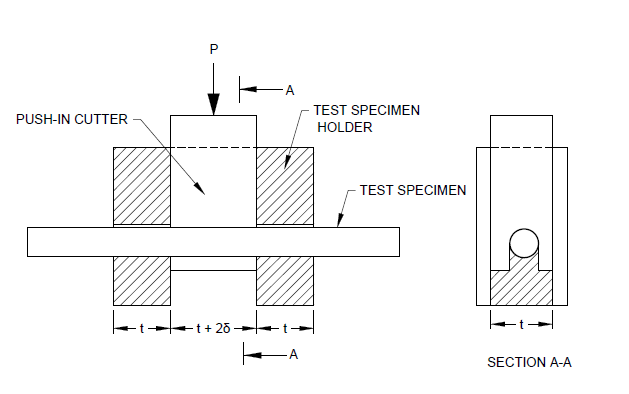 P
A
PUSH-IN CUTTER
TEST SPECIMEN
HOLDER
TEST SPECIMEN
t
t + 2δ
t
t
A
SECTION A-A